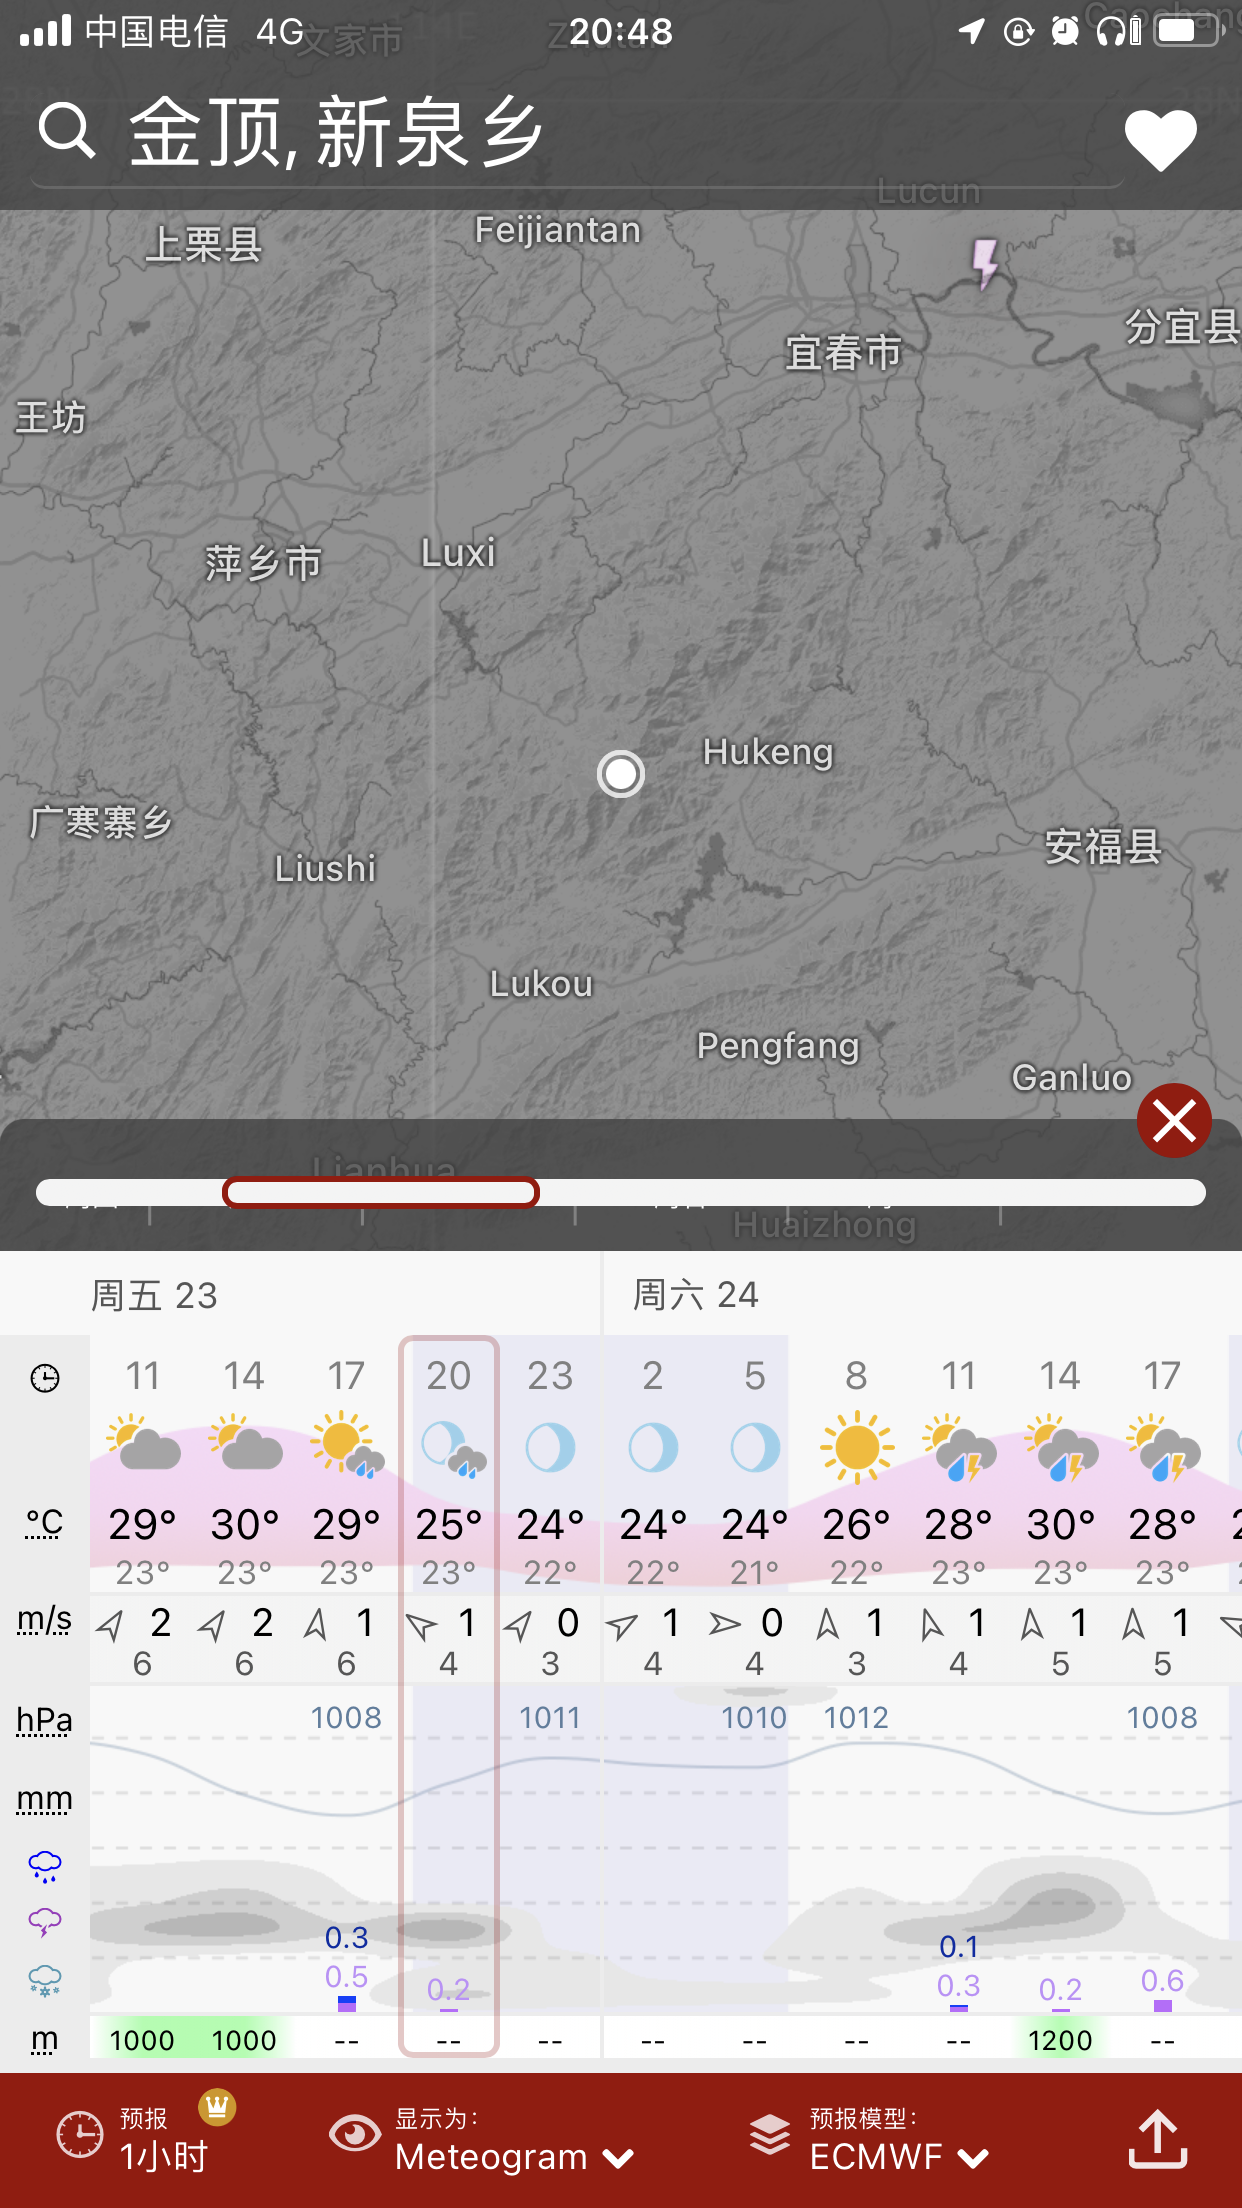 中国电信 4G 20:48
文家市
金顶, 新泉乡
Lucun
上栗县
Feijiantan
分宜县
宜春市
王坊
萍乡市
Luxi
Hukeng
广寒寨乡
安福县
Liushi
Lukou
Pengfang
Ganluo
Lianhua
Huaizhong
周五 23 周六 24
11 14 17 20 23 2 5 8 11 14 17
°C 29° 30° 29° 25° 24° 24° 24° 26° 28° 30° 28°
23° 23° 23° 23° 22° 22° 21° 22° 23° 23° 23°
m/s 2 2 1 1 0 1 0 1 1 1 1
6 6 6 4 3 4 4 3 4 5 5
hPa 1008 1011 1010 1012 1008
mm
0.3 0.1
0.5 0.2 0.3 0.2 0.6
m 1000 1000 -- -- -- -- -- -- -- 1200 --
预报 显示为: 预报模型:
1小时 Meteogram ECMWF